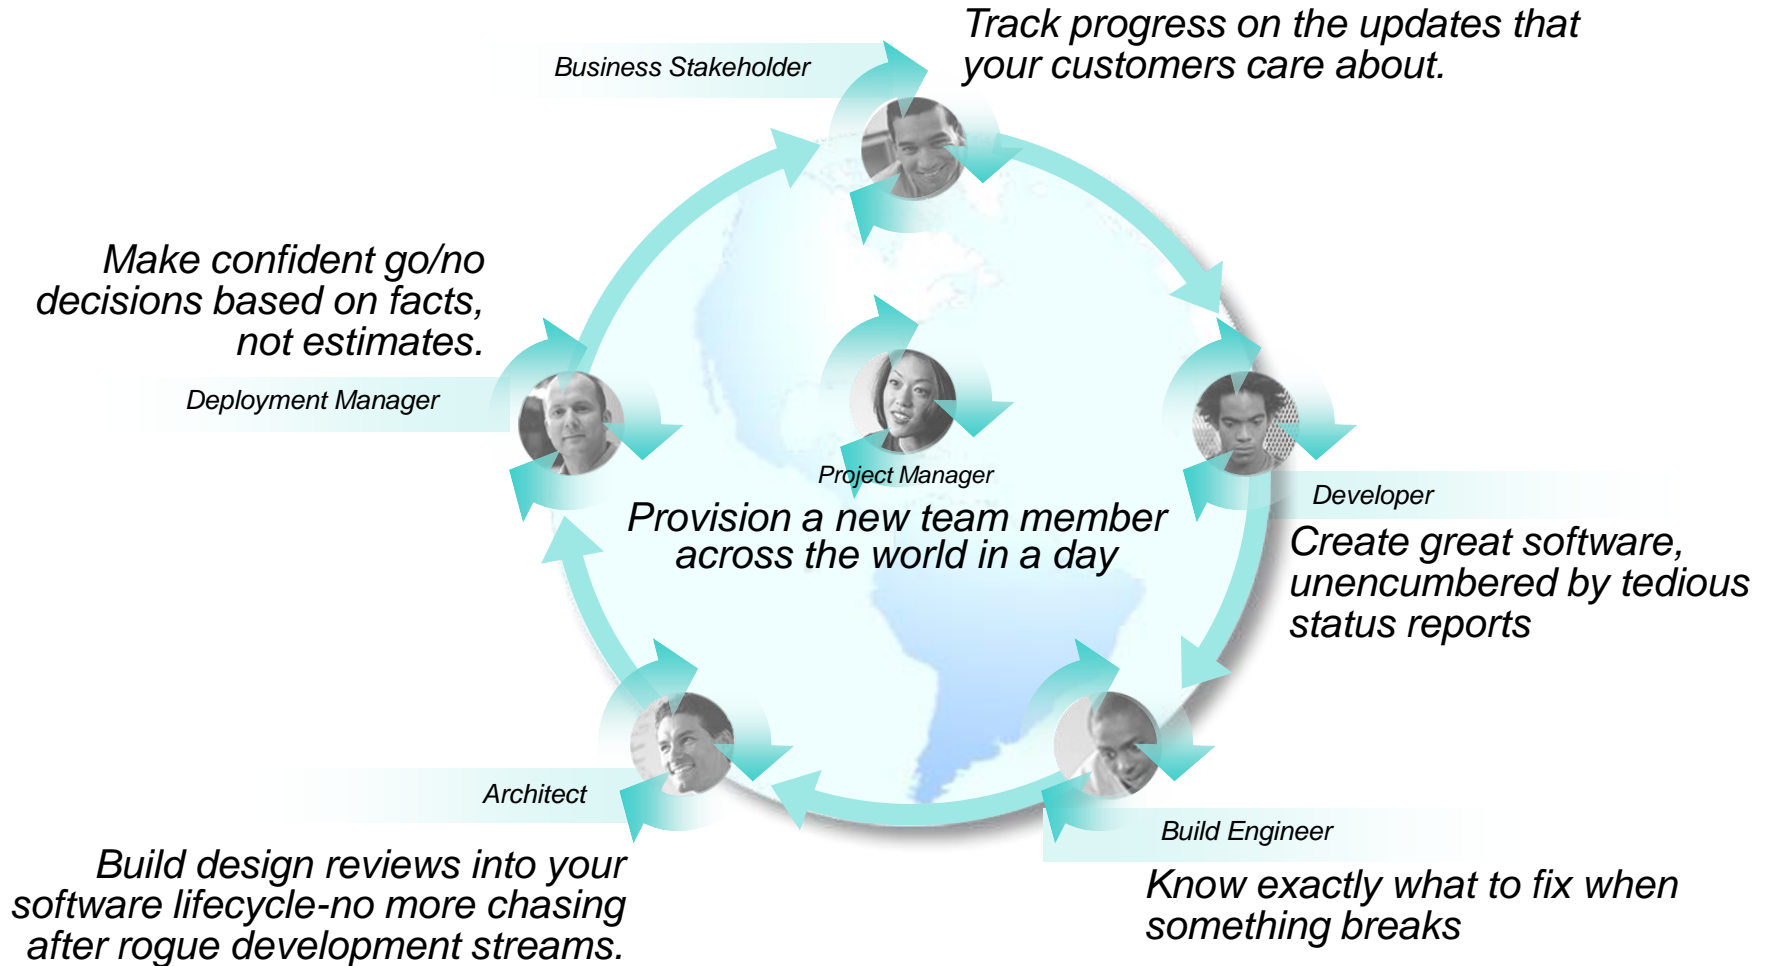 Track progress on the updates that
your customers care about.
Business Stakeholder
Make confident go/no
decisions based on facts,
not estimates.
Deployment Manager
Project Manager
Provision a new team member
across the world in a day
Developer
Create great software,
unencumbered by tedious
status reports
Architect
Build design reviews into your
software lifecycle-no more chasing
after rogue development streams.
Build Engineer
Know exactly what to fix when
something breaks